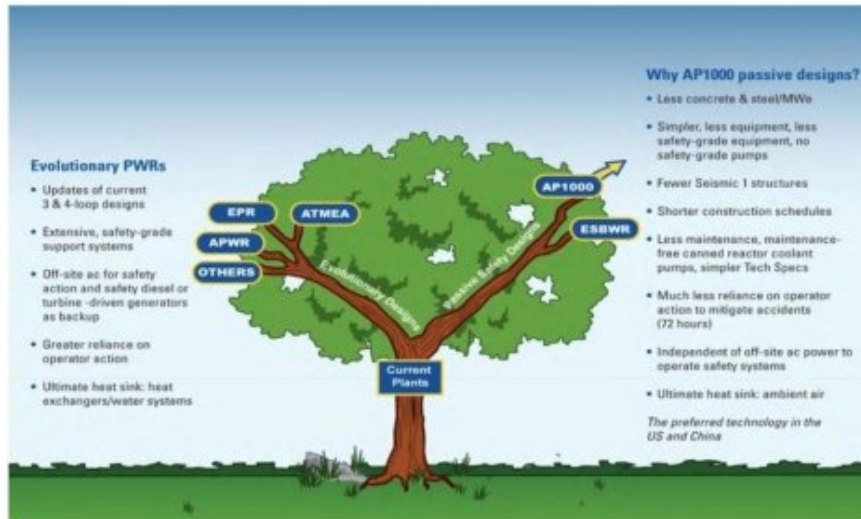 Evolutionary PWRs
• Updates of current
3 & 4-loop designs
• Extensive, safety-grade
support systems
• Off-site ac for safety
action and safety diesel or
turbine -driven generators
as backup
• Greater reliance on
operator action
• Ultimate heat sink: heat
exchangers/water systems
EPR
ATMEA
APWR
OTHERS
Evolutionary Designs
Passive Safety Designs
AP1000
ESBWR
Current
Plants
Why AP1000 passive designs?
• Less concrete & steel/MWe
• Simpler, less equipment, less
safety-grade equipment, no
safety-grade pumps
• Fewer Seismic 1 structures
• Shorter construction schedules
• Less maintenance, maintenance-
free canned reactor coolant
pumps, simpler Tech Specs
• Much less reliance on operator
action to mitigate accidents
(72 hours)
• Independent of off-site ac power to
operate safety systems
• Ultimate heat sink: ambient air
The preferred technology in the
US and China